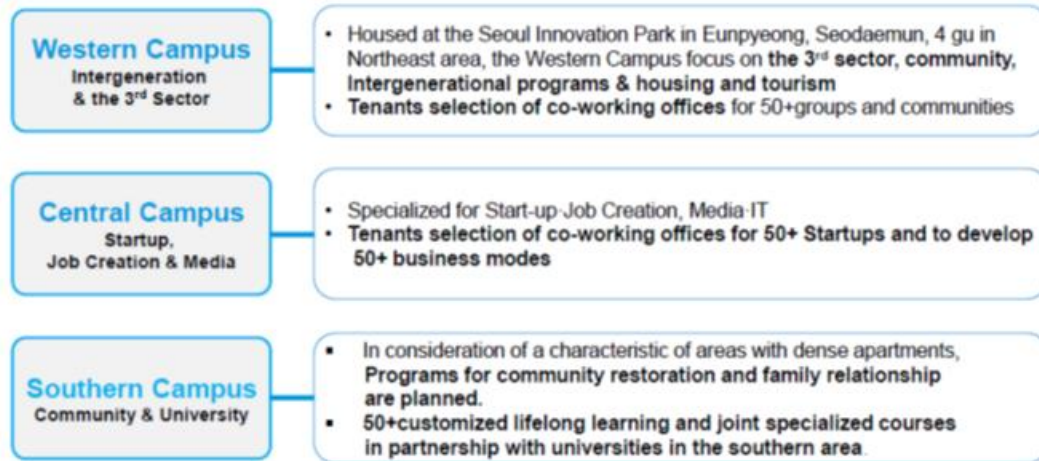 Western Campus
Intergeneration
& the 3rd Sector
• Housed at the Seoul Innovation Park in Eunpyeong, Seodaemun, 4 gu in
Northeast area, the Western Campus focus on the 3rd sector, community,
Intergenerational programs & housing and tourism
• Tenants selection of co-working offices for 50+groups and communities
Central Campus
Startup,
Job Creation & Media
• Specialized for Start-up·Job Creation, Media·IT
• Tenants selection of co-working offices for 50+ Startups and to develop
50+ business modes
Southern Campus
Community & University
▪ In consideration of a characteristic of areas with dense apartments,
Programs for community restoration and family relationship
are planned.
▪ 50+customized lifelong learning and joint specialized courses
in partnership with universities in the southern area.